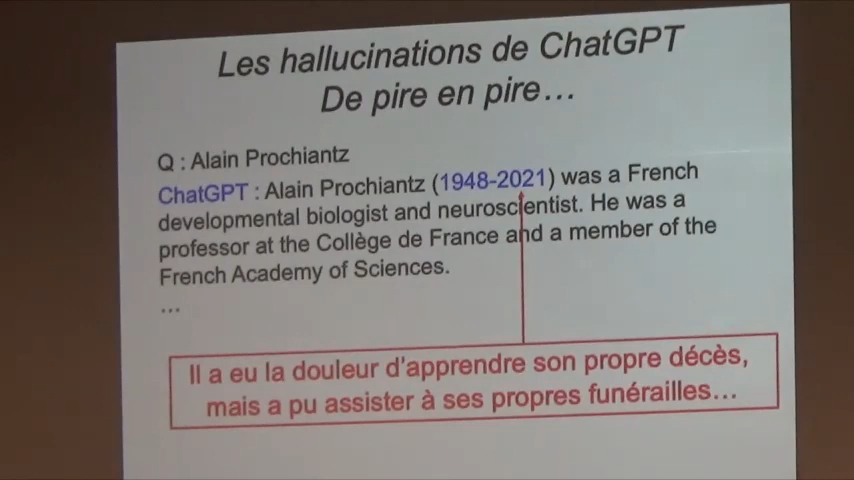 Les hallucinations de ChatGPT
De pire en pire...
Q : Alain Prochiantz
ChatGPT : Alain Prochiantz (1948-2021) was a French
developmental biologist and neuroscientist. He was a
professor at the Collège de France and a member of the
French Academy of Sciences.
...
Il a eu la douleur d'apprendre son propre décès,
mais a pu assister à ses propres funérailles...